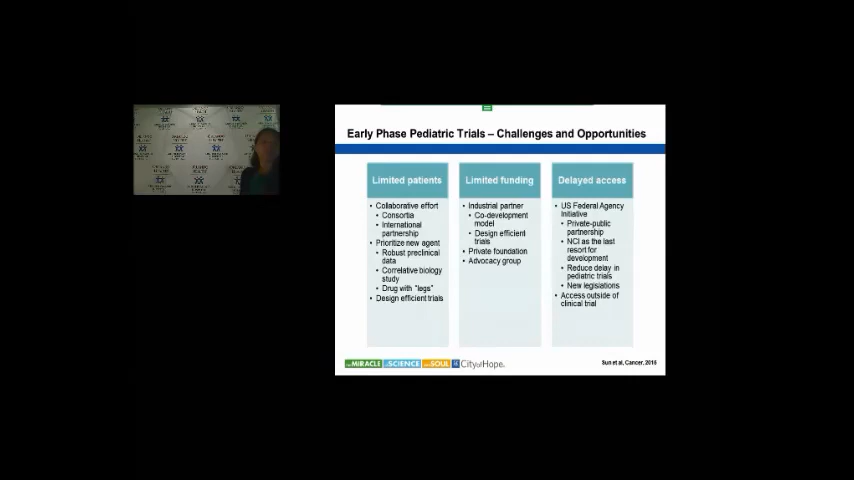 Early Phase Pediatric Trials – Challenges and Opportunities
Limited patients
• Collaborative effort
• Consortia
• International
partnership
• Prioritize new agent
• Robust preclinical
data
• Correlative biology
study
• Drug with "legs"
• Design efficient trials
Limited funding
• Industrial partner
• Co-development
model
• Design efficient
trials
• Private foundation
• Advocacy group
Delayed access
• US Federal Agency
Initiative
• Private-public
partnership
• NCI as the last
resort for
development
• Reduce delay in
pediatric trials
• New legislations
• Access outside of
clinical trial
MIRACLE SCIENCE SOUL City of Hope.
Sun et al, Cancer, 2018